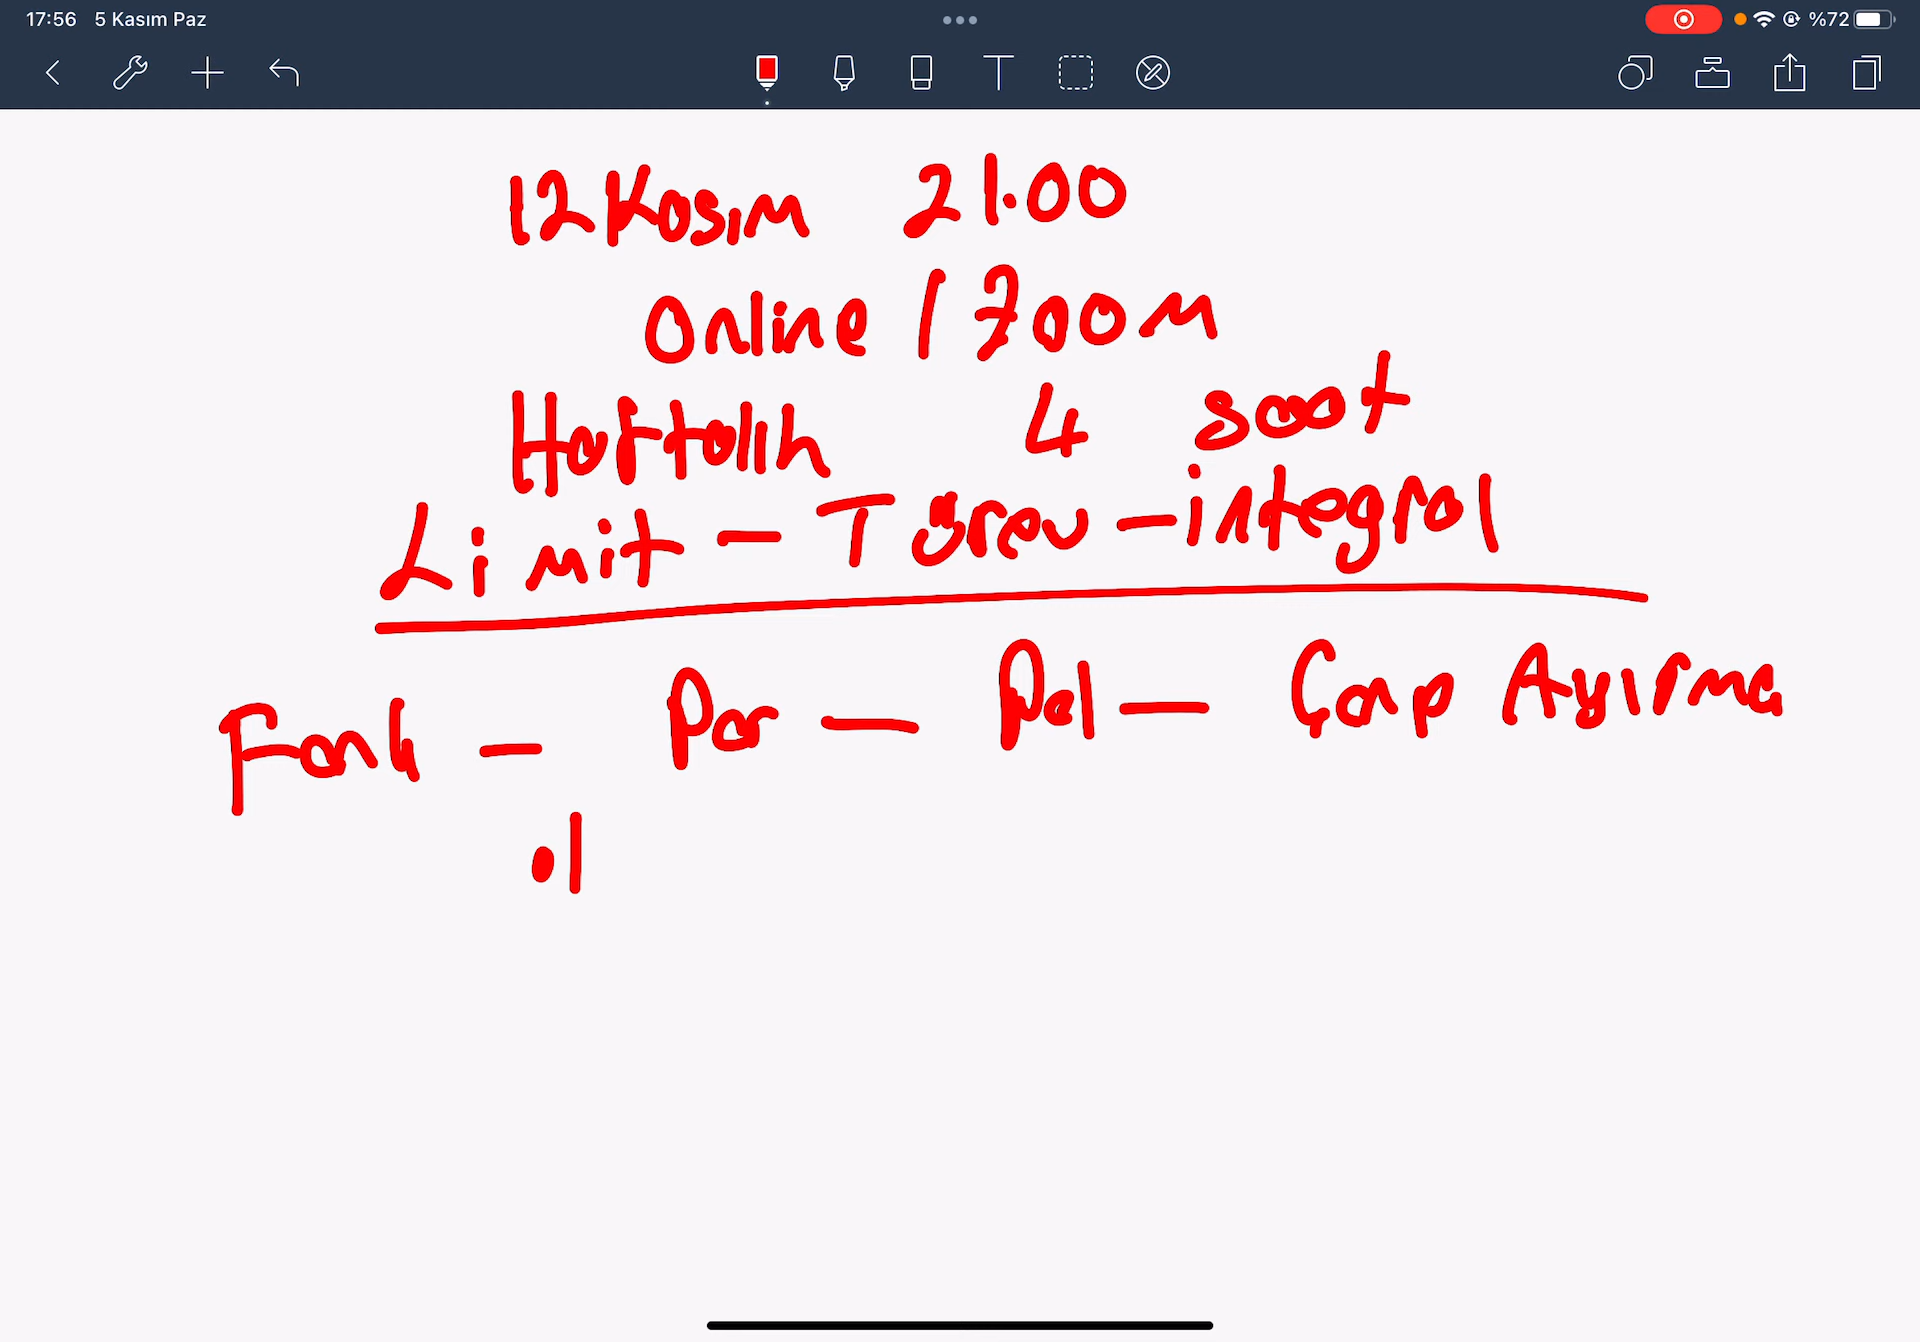 17:56 5 Kasım Paz %72
12 Kasım 21.00
Online / Zoom
Haftalık 4 saat
Limit - Türev - integral
Fonk - Par - Pol - Çarp Ayırma